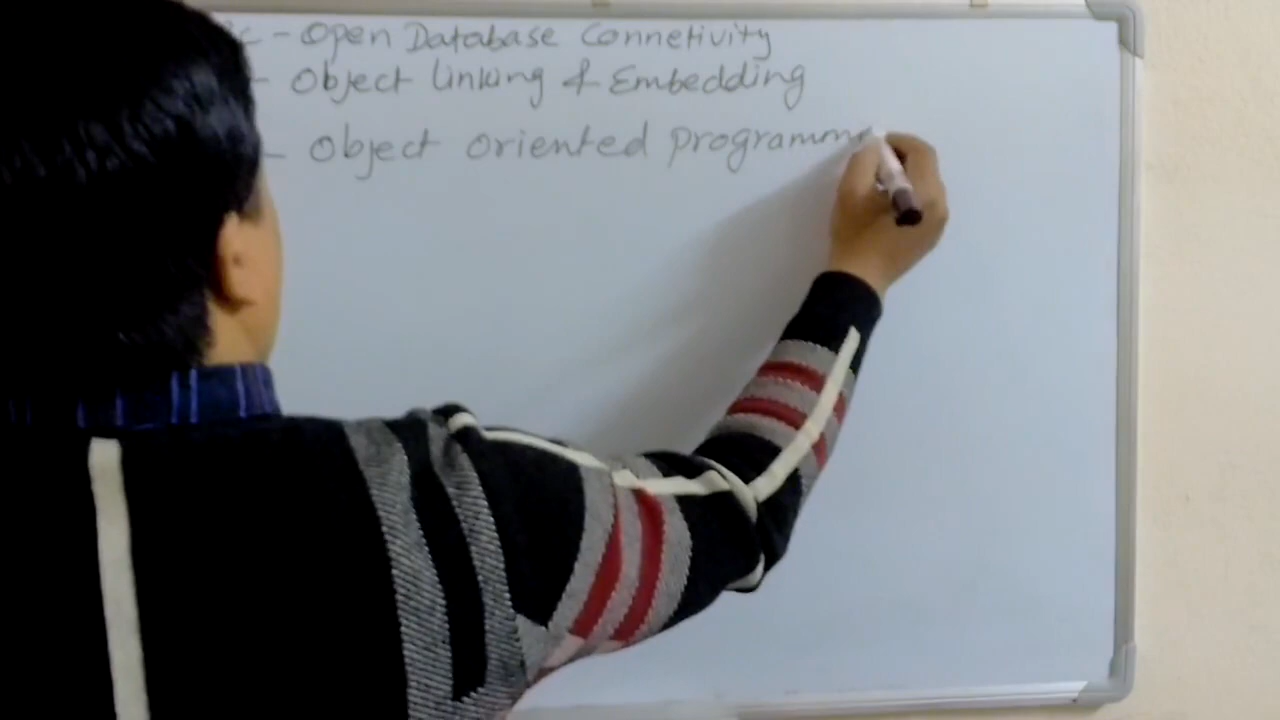 c - Open Database Connetivity
- Object linking & Embedding
- Object oriented programm